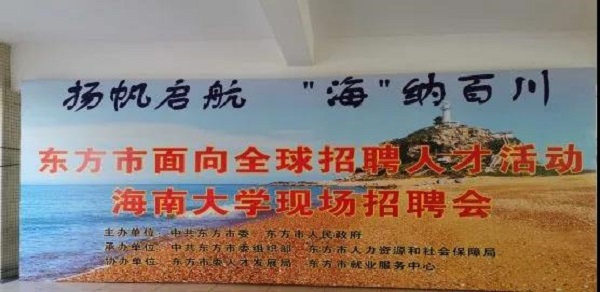 扬帆启航 "海"纳百川
东方市面向全球招聘人才活动
海南大学现场招聘会
主办单位：中共东方市委 东方市人民政府
承办单位：中共东方市委组织部 东方市人力资源和社会保障局
协办单位：东方市委人才发展局 东方市就业服务中心